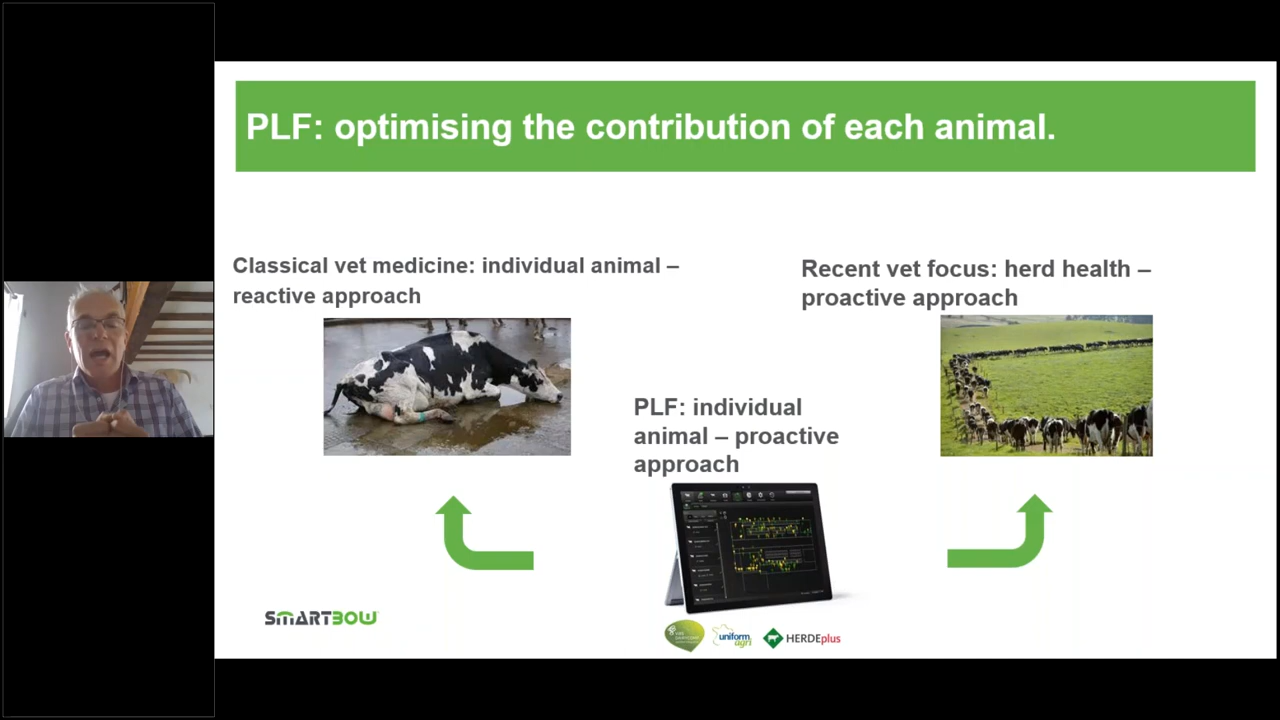 PLF: optimising the contribution of each animal.
Classical vet medicine: individual animal –
reactive approach
Recent vet focus: herd health –
proactive approach
PLF: individual
animal – proactive
approach
SMARTBOW
uniform
agri
HERDEplus